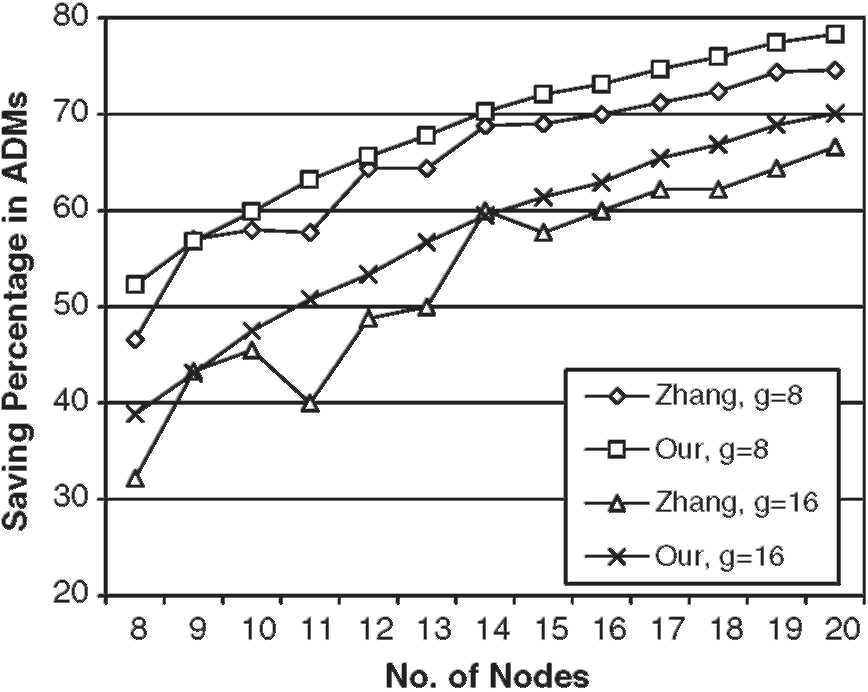 80
70
60
50
40
30
20
Saving Percentage in ADMs
Zhang, g=8
Our, g=8
Zhang, g=16
Our, g=16
8 9 10 11 12 13 14 15 16 17 18 19 20
No. of Nodes